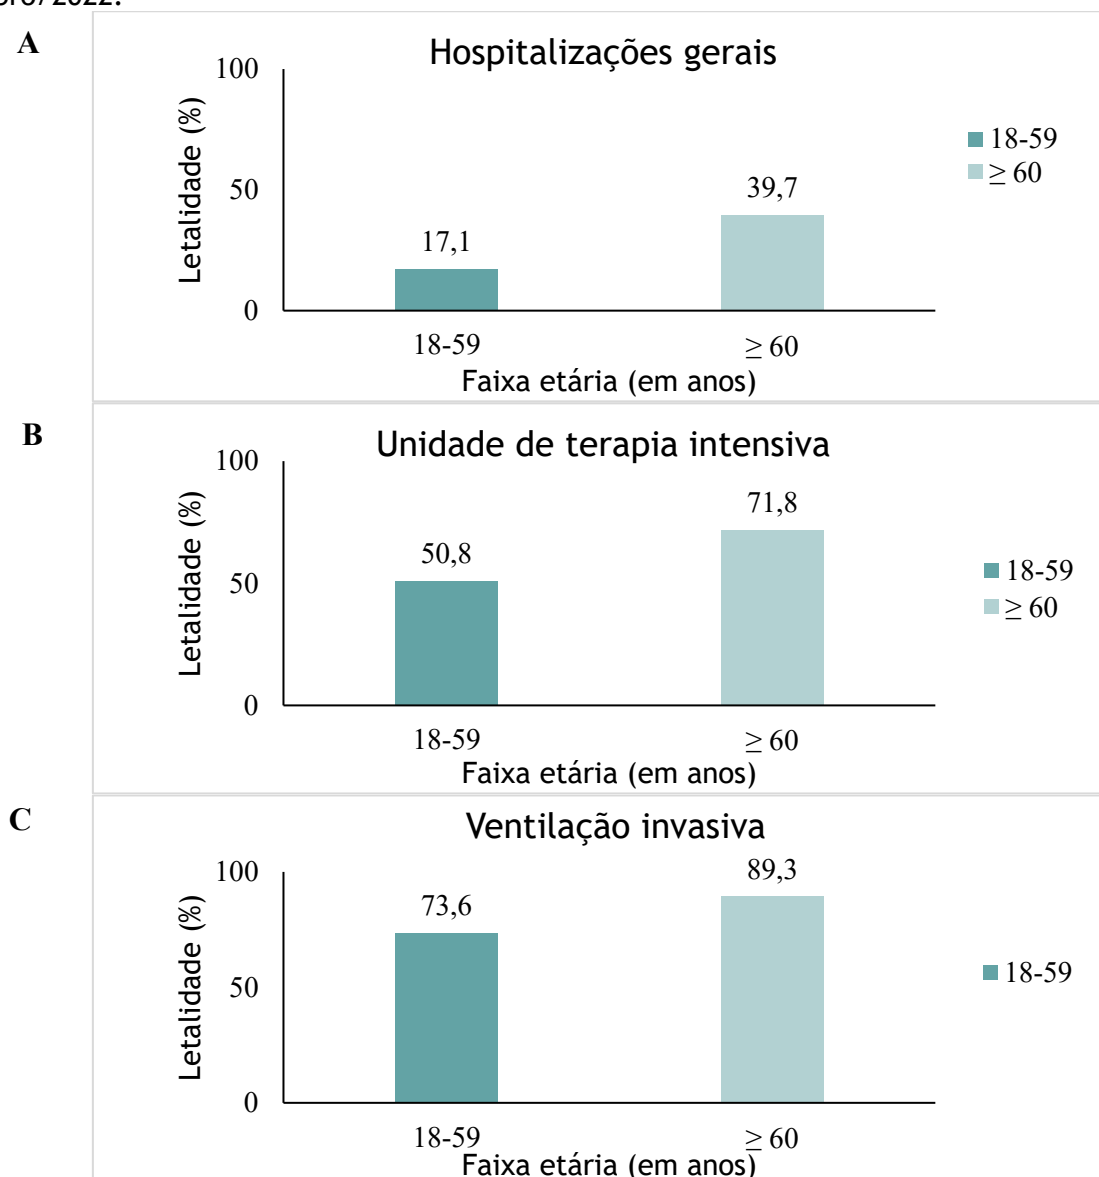 A
Hospitalizações gerais
Letalidade (%)
100
50
0
17,1
39,7
18-59
≥ 60
Faixa etária (em anos)
18-59
≥ 60
B
Unidade de terapia intensiva
Letalidade (%)
100
50
0
50,8
71,8
18-59
≥ 60
Faixa etária (em anos)
18-59
≥ 60
C
Ventilação invasiva
Letalidade (%)
100
50
0
73,6
89,3
18-59
≥ 60
Faixa etária (em anos)
18-59